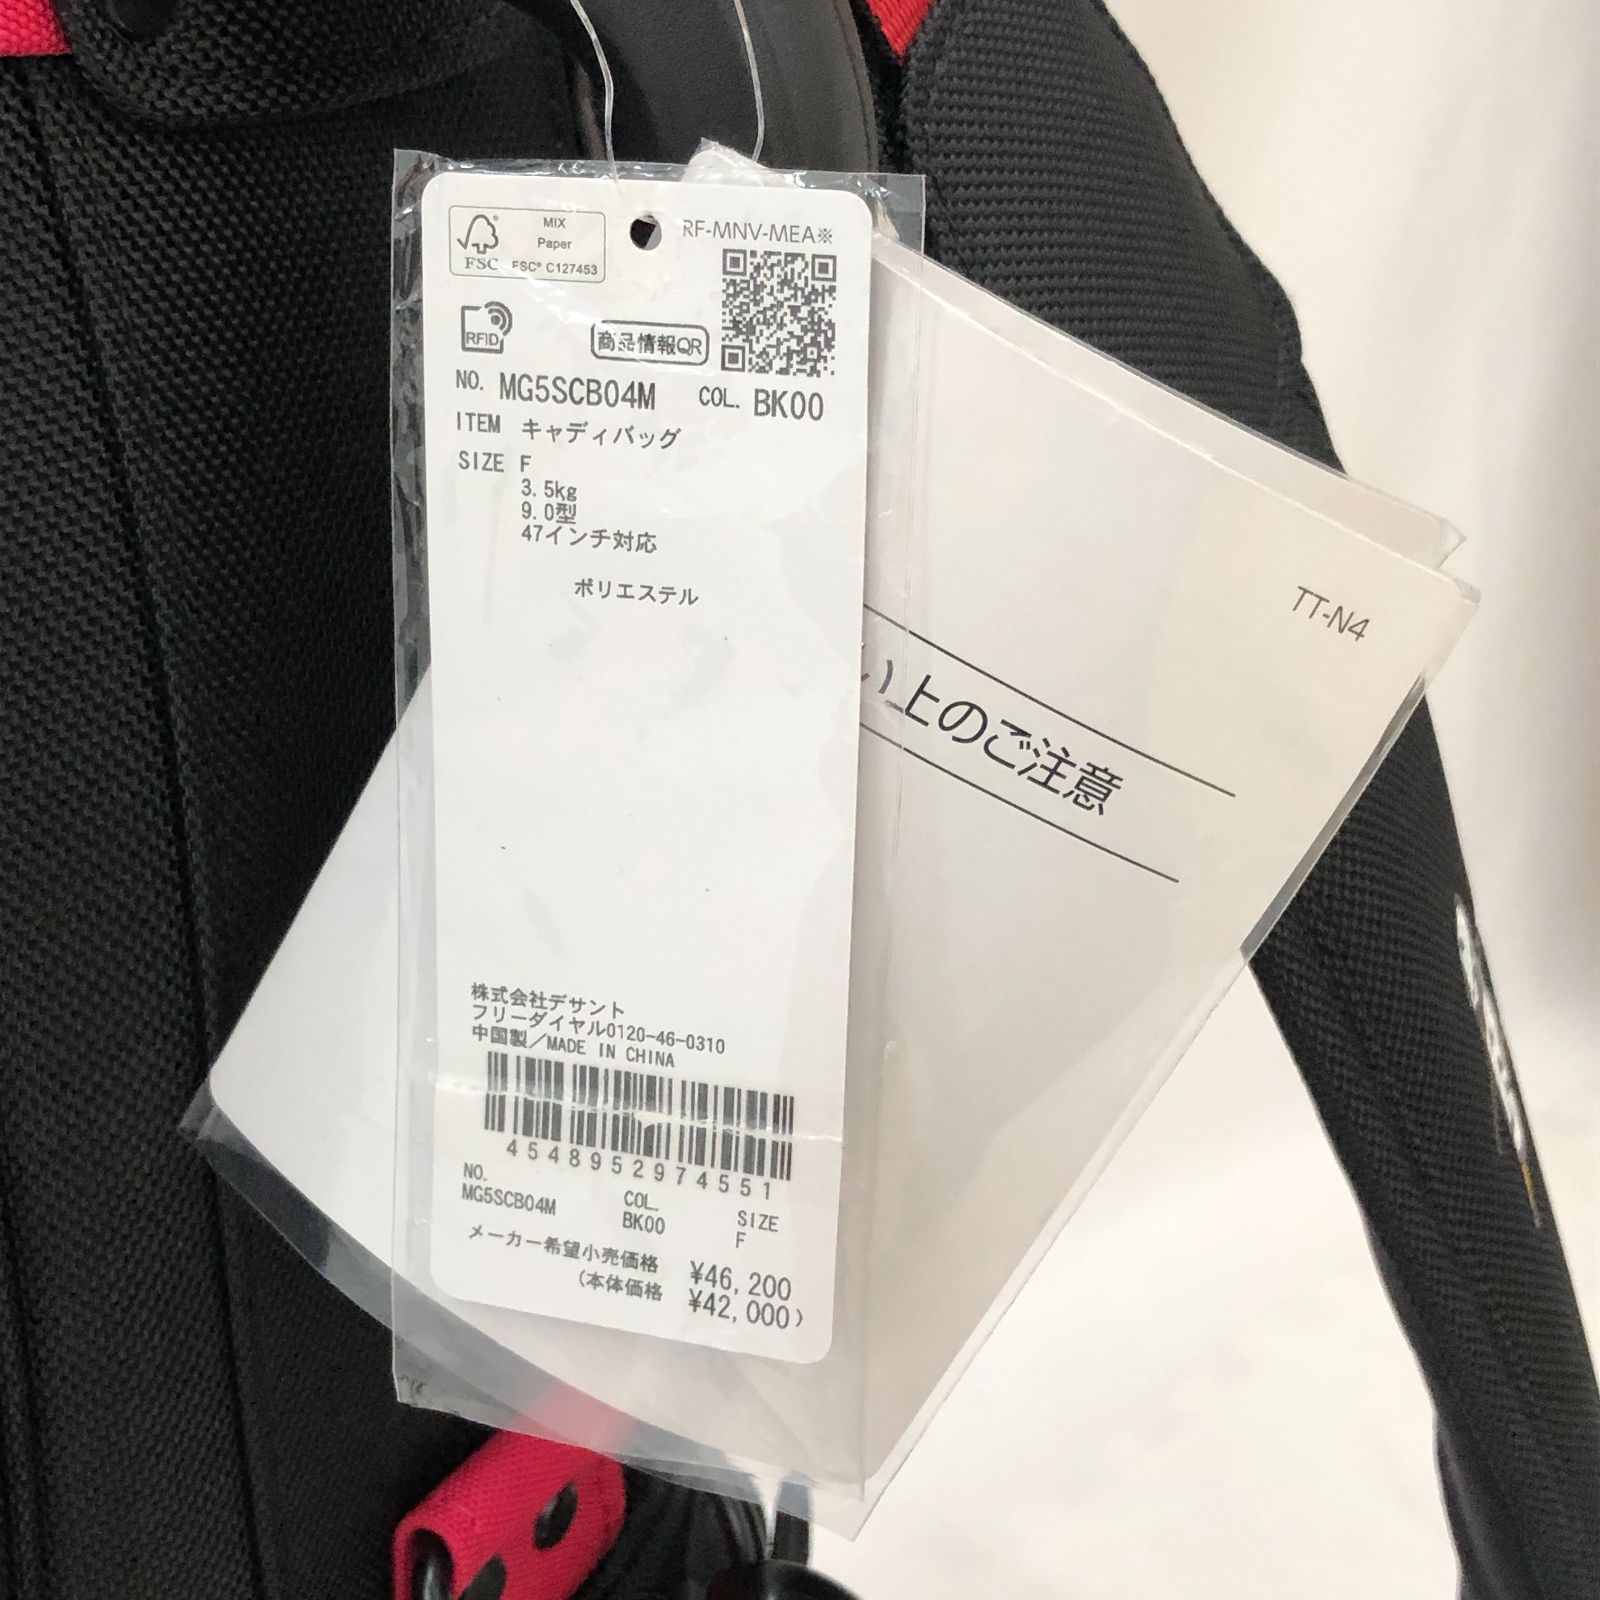 MIX
Paper
FSC
FSC® C127453
RF-MNV-MEA※
RFID
商品情報QR
NO. MG5SCB04M COL. BK00
ITEM キャディバッグ
SIZE F
3.5kg
9.0型
47インチ対応
ポリエステル
株式会社デサント
フリーダイヤル0120-46-0310
中国製/MADE IN CHINA
4548952974551
NO. COL. SIZE
MG5SCB04M BK00 F
メーカー希望小売価格 ¥46,200
(本体価格 ¥42,000)
TT-N4
い上のご注意